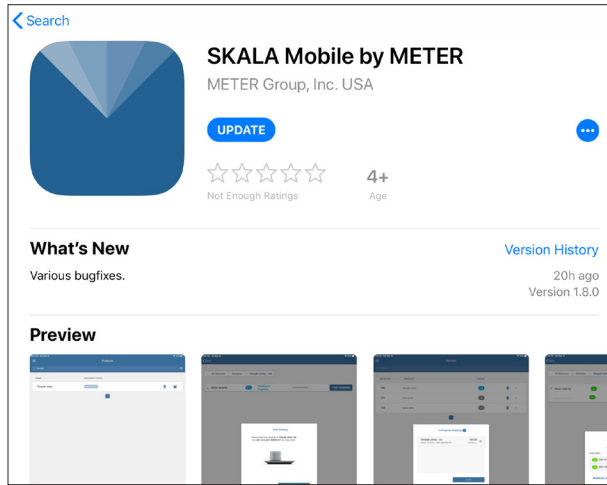 Search
SKALA Mobile by METER
METER Group, Inc. USA
UPDATE
Not Enough Ratings
4+
Age
What's New
Version History
Various bugfixes.
20h ago
Version 1.8.0
Preview